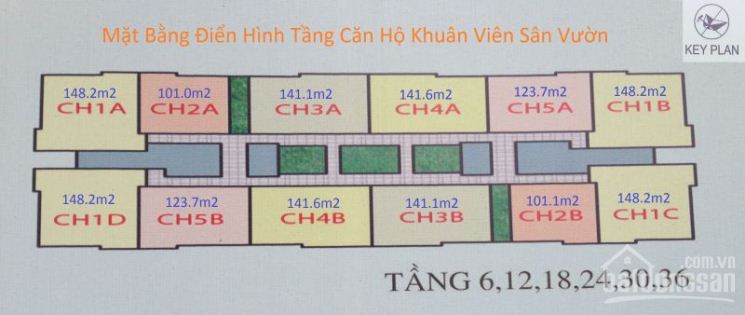 Mặt Bằng Điển Hình Tầng Căn Hộ Khuân Viên Sân Vườn
KEY PLAN
148.2m2 101.0m2 141.1m2 141.6m2 123.7m2 148.2m2
CH1A CH2A CH3A CH4A CH5A CH1B
148.2m2 123.7m2 141.6m2 141.1m2 101.1m2 148.2m2
CH1D CH5B CH4B CH3B CH2B CH1C
TẦNG 6,12,18,24,30,36
batdongsan
.com.vn